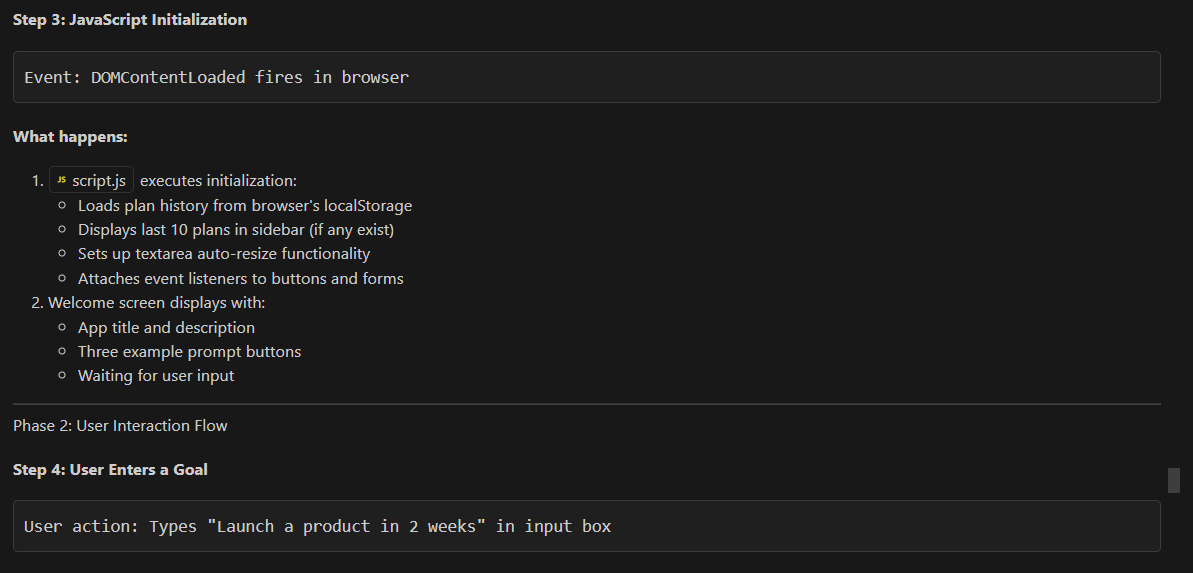 Step 3: JavaScript Initialization
Event: DOMContentLoaded fires in browser
What happens:
1. JS script.js executes initialization:
Loads plan history from browser's localStorage
Displays last 10 plans in sidebar (if any exist)
Sets up textarea auto-resize functionality
Attaches event listeners to buttons and forms
2. Welcome screen displays with:
App title and description
Three example prompt buttons
Waiting for user input
Phase 2: User Interaction Flow
Step 4: User Enters a Goal
User action: Types "Launch a product in 2 weeks" in input box